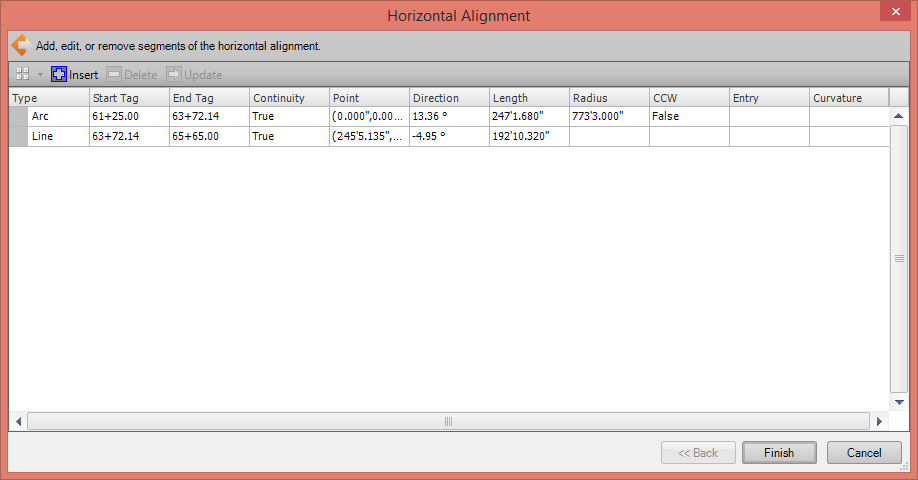 Horizontal Alignment
Add, edit, or remove segments of the horizontal alignment.
Insert Delete Update
Type Start Tag End Tag Continuity Point Direction Length Radius CCW Entry Curvature
Arc 61+25.00 63+72.14 True (0.000",0.00... 13.36 ° 247'1.680" 773'3.000" False
Line 63+72.14 65+65.00 True (245'5.135",... -4.95 ° 192'10.320"
<< Back Finish Cancel